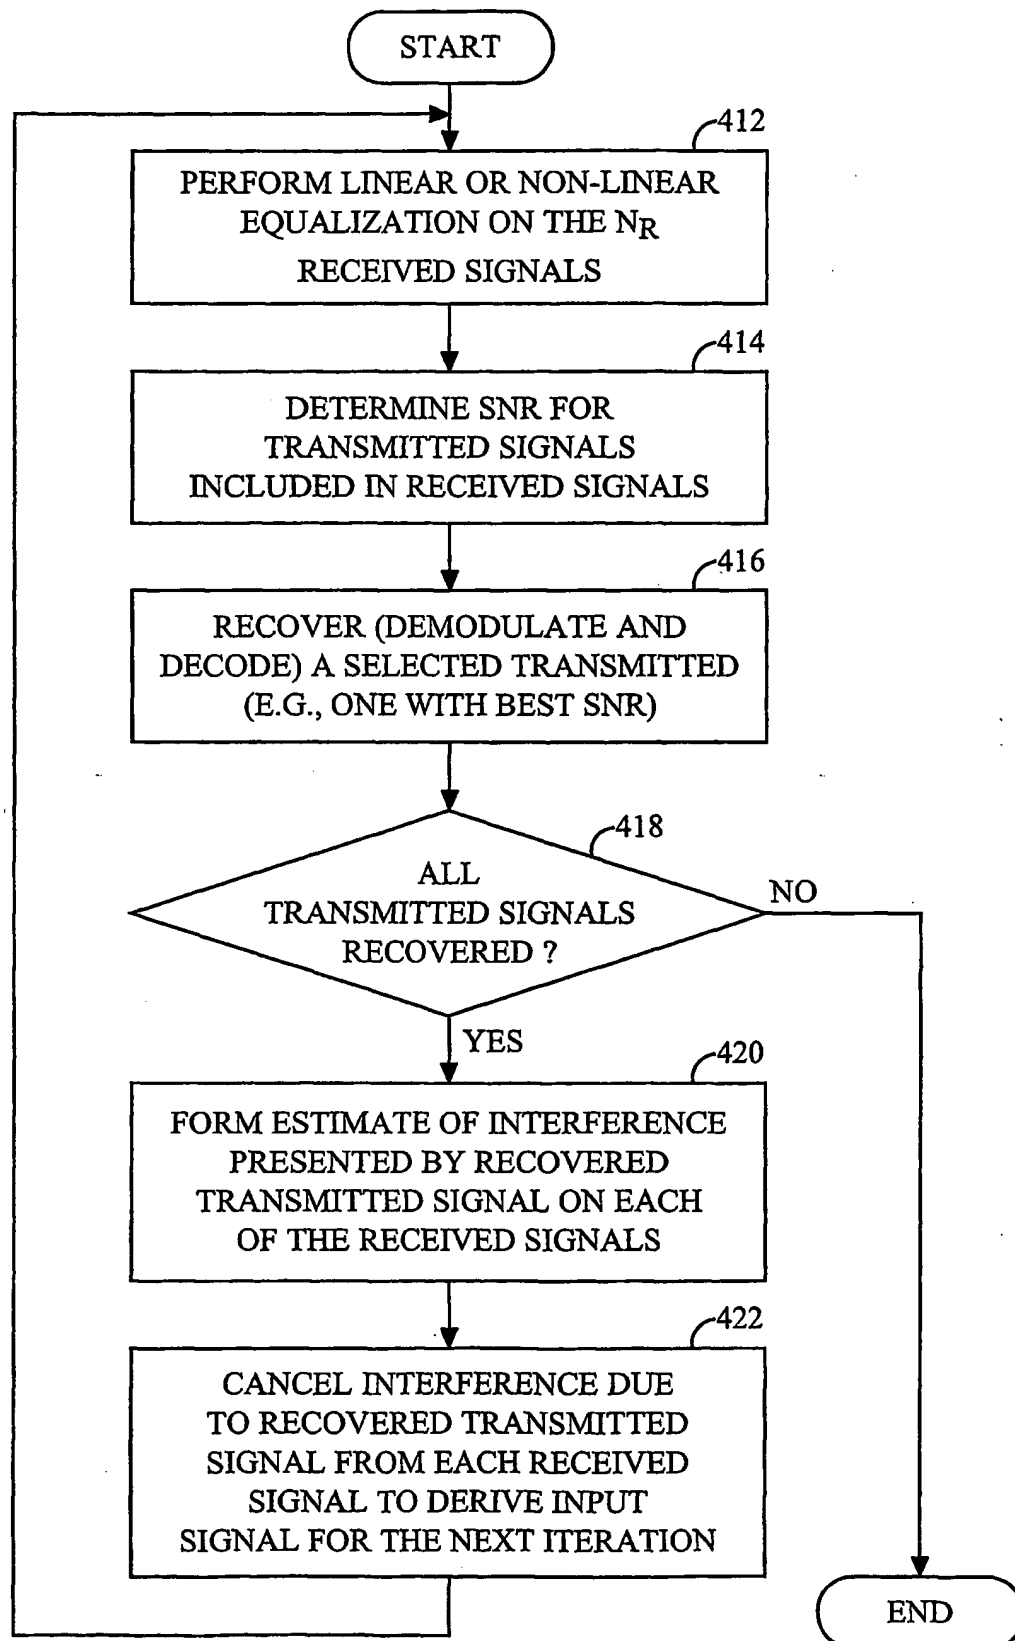 START
412
PERFORM LINEAR OR NON-LINEAR
EQUALIZATION ON THE NR
RECEIVED SIGNALS
414
DETERMINE SNR FOR
TRANSMITTED SIGNALS
INCLUDED IN RECEIVED SIGNALS
416
RECOVER (DEMODULATE AND
DECODE) A SELECTED TRANSMITTED
(E.G., ONE WITH BEST SNR)
418
ALL
TRANSMITTED SIGNALS
RECOVERED ?
NO
YES
420
FORM ESTIMATE OF INTERFERENCE
PRESENTED BY RECOVERED
TRANSMITTED SIGNAL ON EACH
OF THE RECEIVED SIGNALS
422
CANCEL INTERFERENCE DUE
TO RECOVERED TRANSMITTED
SIGNAL FROM EACH RECEIVED
SIGNAL TO DERIVE INPUT
SIGNAL FOR THE NEXT ITERATION
END